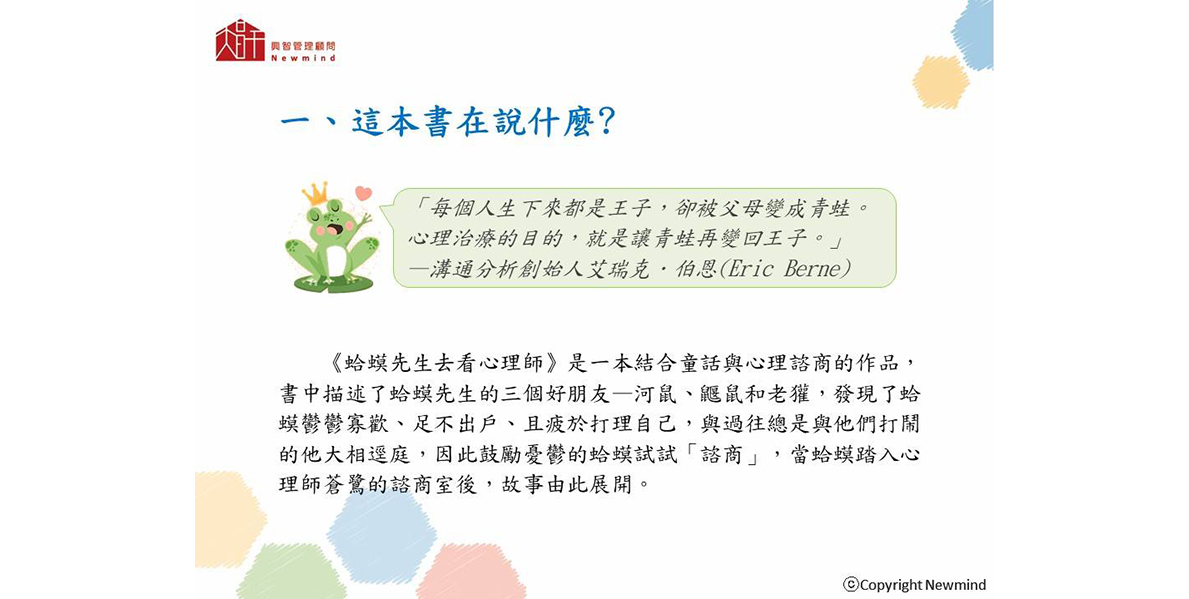 興智管理顧問
Newmind
一、這本書在說什麼?
「每個人生下來都是王子，卻被父母變成青蛙。
心理治療的目的，就是讓青蛙再變回王子。」
—溝通分析創始人艾瑞克．伯恩(Eric Berne)
《蛤蟆先生去看心理師》是一本結合童話與心理諮商的作品，
書中描述了蛤蟆先生的三個好朋友—河鼠、鼴鼠和老獾，發現了蛤
蟆鬱鬱寡歡、足不出戶、且疲於打理自己，與過往總是與他們打鬧
的他大相逕庭，因此鼓勵憂鬱的蛤蟆試試「諮商」，當蛤蟆踏入心
理師蒼鷺的諮商室後，故事由此展開。
ⓒCopyright Newmind